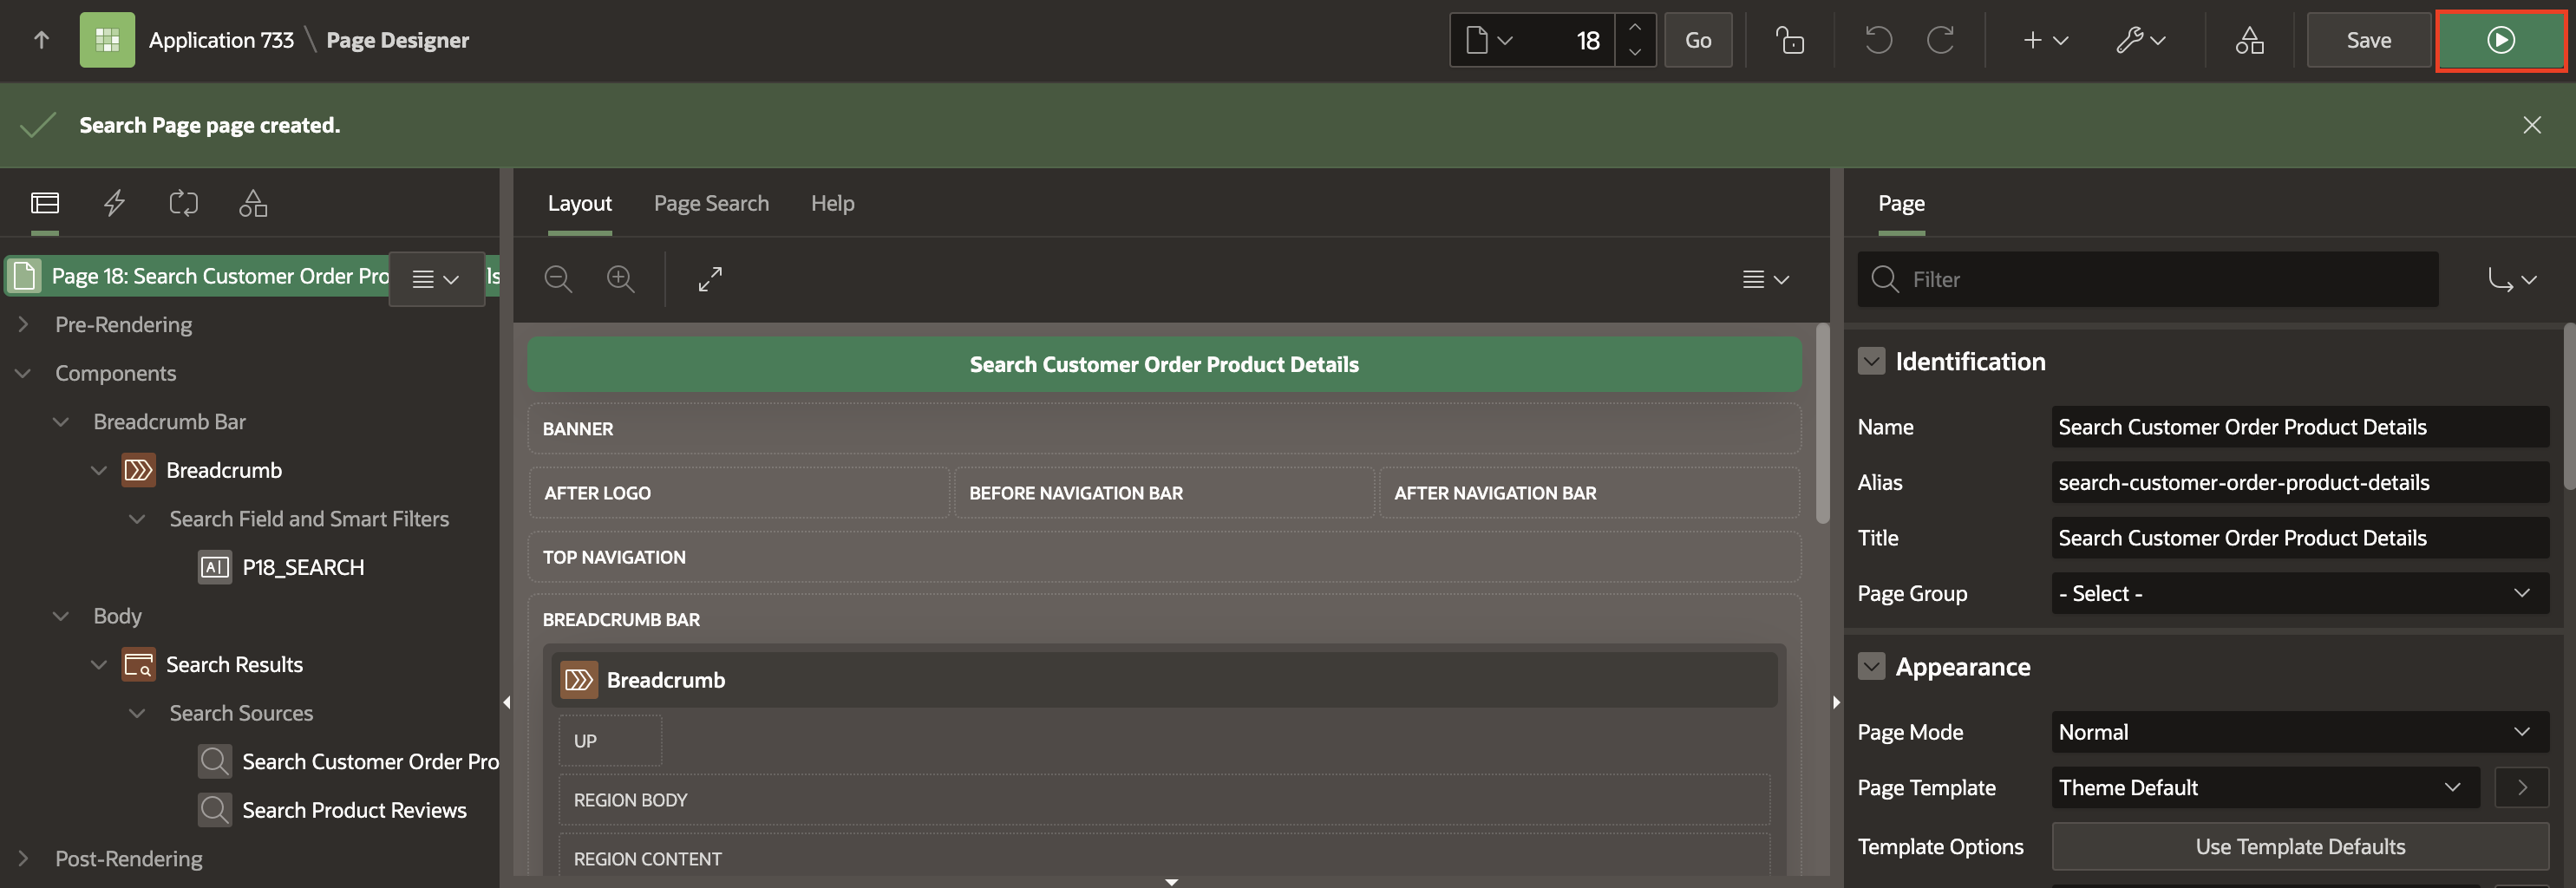 Application 733 \ Page Designer
18
Go
Save
Search Page page created.
Page 18: Search Customer Order Pro ls
Pre-Rendering
Components
Breadcrumb Bar
Breadcrumb
Search Field and Smart Filters
P18_SEARCH
Body
Search Results
Search Sources
Search Customer Order Pro
Search Product Reviews
Post-Rendering
Layout
Page Search
Help
Search Customer Order Product Details
BANNER
AFTER LOGO
BEFORE NAVIGATION BAR
AFTER NAVIGATION BAR
TOP NAVIGATION
BREADCRUMB BAR
Breadcrumb
UP
REGION BODY
REGION CONTENT
Page
Filter
Identification
Name Search Customer Order Product Details
Alias search-customer-order-product-details
Title Search Customer Order Product Details
Page Group - Select -
Appearance
Page Mode Normal
Page Template Theme Default
Template Options Use Template Defaults